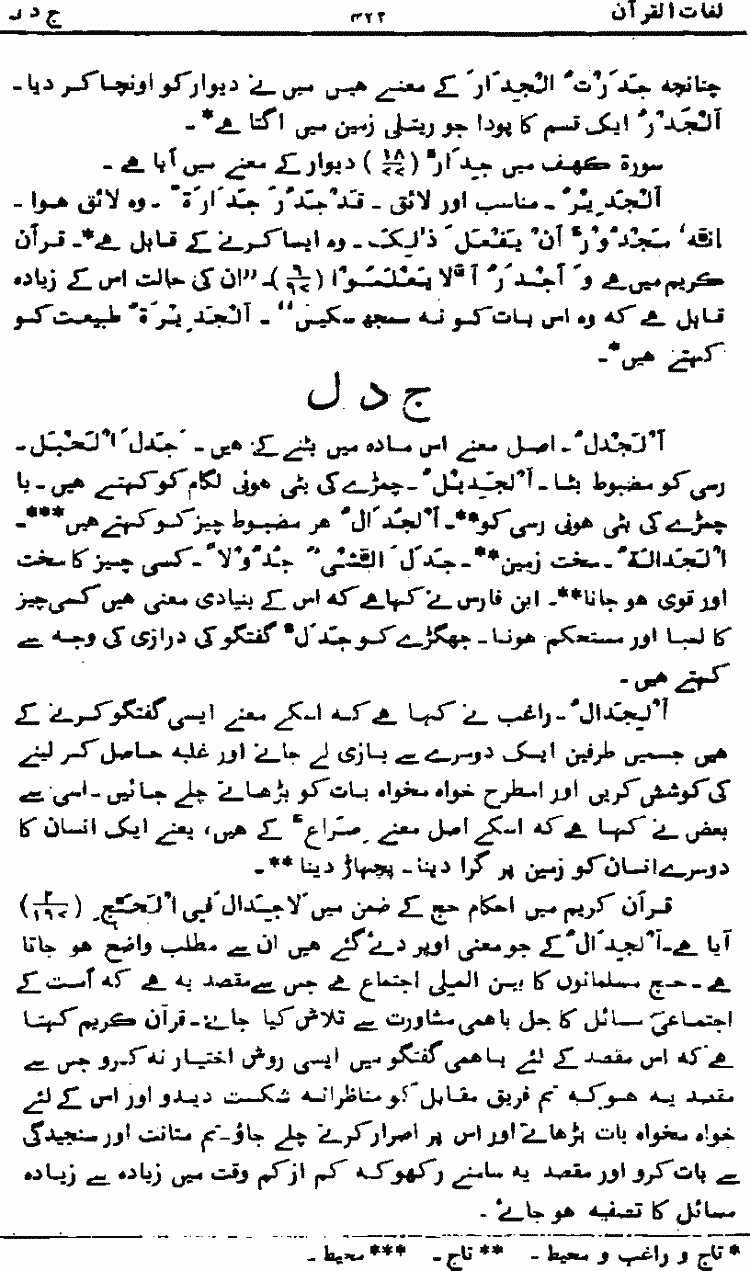 لغات القرآن ۴۲۲ ج د ر
چنانچہ جَدَّرَتُ الْجِدَارَ کے معنے ہیں میں نے دیوار کو اونچا کر دیا۔
اَلْجَدْرُ ایک قسم کا پودا جو ریتلی زمین میں اگتا ہے*۔
سورۃ کہف میں جِدَارٌ (۱۸/۷۷) دیوار کے معنے میں آیا ہے۔
اَلْجَدِیْرُ۔ مناسب اور لائق۔ قَدْ جَدُرَ جَدَارَۃً۔ وہ لائق ہوا۔
اِنَّہٗ مَجْدُوْرٌ اَنْ یَفْعَلَ ذٰلِکَ۔ وہ ایسا کرنے کے قابل ہے*۔ قرآن
کریم میں ہے وَ اَجْدَرُ اَلَّا یَعْلَمُوْا (۹/۹۷)۔ ”ان کی حالت اس کے زیادہ
قابل ہے کہ وہ اس بات کو نہ سمجھ سکیں“۔ اَلْجَدِیْرَۃُ طبیعت کو
کہتے ہیں*۔
ج د ل
اَلْجَدْلُ۔ اصل معنے اس مادہ میں بٹنے کے ہیں۔ جَدَلَ الْحَبْلَ۔
رسی کو مضبوط بٹا۔ اَلْجَدِیْلُ۔ چمڑے کی بٹی ہوئی لگام کو کہتے ہیں۔ یا
چمڑے کی بٹی ہوئی رسی کو**۔ اَلْجَدَالُ ہر مضبوط چیز کو کہتے ہیں***۔
اَلْجَدَالَۃُ۔ سخت زمین**۔ جَدَلَ الشَّیْیُٔ جُدُوْلًا۔ کسی چیز کا سخت
اور قوی ہو جانا**۔ ابن فارس نے کہا ہے کہ اس کے بنیادی معنی ہیں کسی چیز
کا لمبا اور مستحکم ہونا۔ جھگڑے کو جَدَلٌ گفتگو کی درازی کی وجہ سے
کہتے ہیں۔
اَلْجِدَالُ۔ راغب نے کہا ہے کہ اسکے معنے ایسی گفتگو کرنے کے
ہیں جسمیں طرفین ایک دوسرے سے بازی لے جانے اور غلبہ حاصل کر لینے
کی کوشش کریں اور اسطرح خواہ مخواہ بات کو بڑھاتے چلے جائیں۔ اسی سے
بعض نے کہا ہے کہ اسکے اصل معنے صِرَاعٌ کے ہیں، یعنے ایک انسان کا
دوسرے انسان کو زمین پر گرا دینا۔ پچھاڑ دینا**۔
قرآن کریم میں احکام حج کے ضمن میں لَاجِدَالَ فِی الْحَجِّ (۲/۱۹۷)
آیا ہے۔ اَلْجِدَالُ کے جو معنی اوپر دئے گئے ہیں ان سے مطلب واضح ہو جاتا
ہے۔ حج مسلمانوں کا بین المللی اجتماع ہے جس سے مقصد یہ ہے کہ اُمت کے
اجتماعی مسائل کا حل باہمی مشاورت سے تلاش کیا جائے۔ قرآن کریم کہتا
ہے کہ اس مقصد کے لئے باہمی گفتگو میں ایسی روش اختیار نہ کرو جس سے
مقصد یہ ہو کہ تم فریق مقابل کو مناظرانہ شکست دیدو اور اس کے لئے
خواہ مخواہ بات بڑھاتے اور اس پر اصرار کرتے چلے جاؤ۔ تم متانت اور سنجیدگی
سے بات کرو اور مقصد یہ سامنے رکھو کہ کم از کم وقت میں زیادہ سے زیادہ
مسائل کا تصفیہ ہو جائے۔
* تاج و راغب و محیط۔ ** تاج۔ *** محیط۔